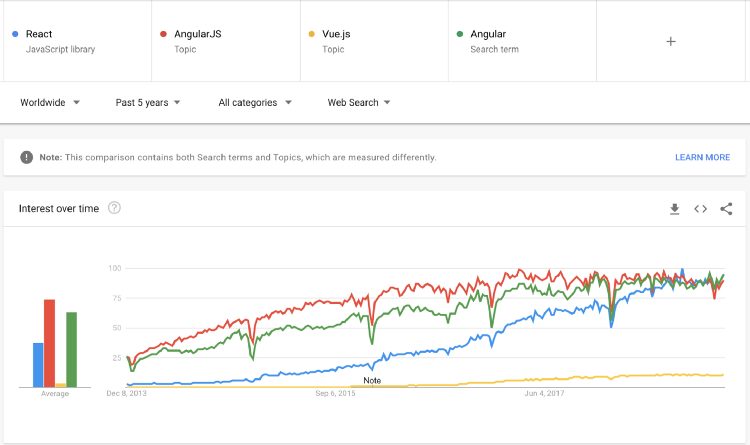 React
JavaScript library
AngularJS
Topic
Vue.js
Topic
Angular
Search term
+
Worldwide
Past 5 years
All categories
Web Search
! Note: This comparison contains both Search terms and Topics, which are measured differently.
LEARN MORE
Interest over time ?
100
75
50
25
Average
Note
Dec 8, 2013
Sep 6, 2015
Jun 4, 2017